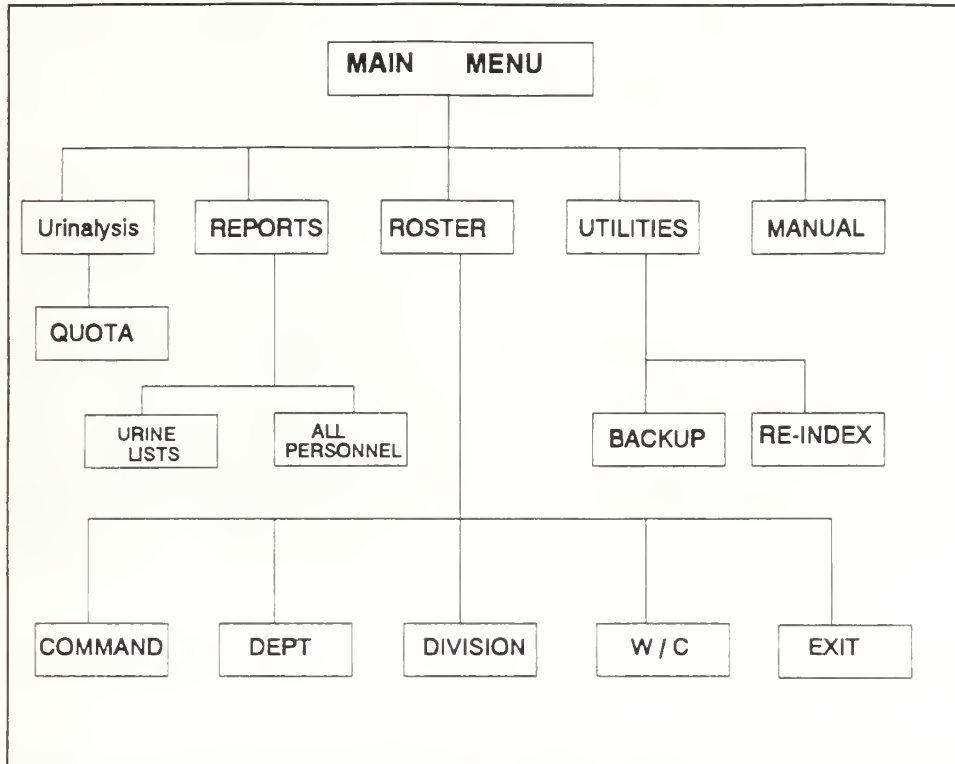 MAIN MENU
Urinalysis
REPORTS
ROSTER
UTILITIES
MANUAL
QUOTA
URINE
LISTS
ALL
PERSONNEL
BACKUP
RE-INDEX
COMMAND
DEPT
DIVISION
W / C
EXIT